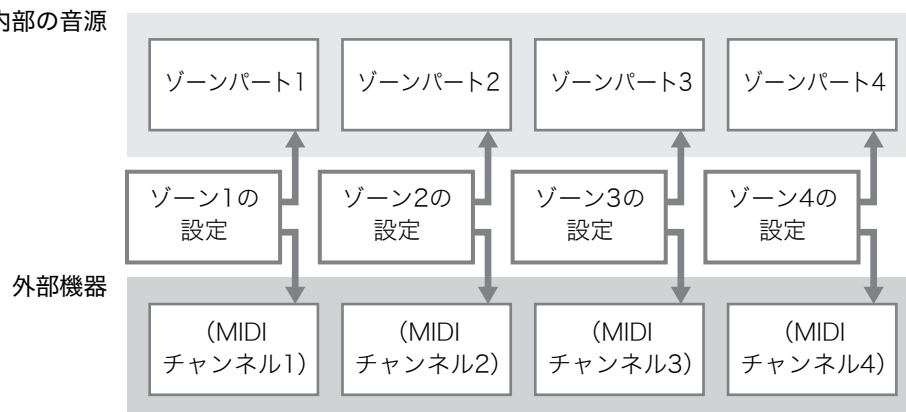 内部の音源
ゾーンパート1
ゾーンパート2
ゾーンパート3
ゾーンパート4
ゾーン1の
設定
ゾーン2の
設定
ゾーン3の
設定
ゾーン4の
設定
外部機器
(MIDI
チャンネル1)
(MIDI
チャンネル2)
(MIDI
チャンネル3)
(MIDI
チャンネル4)